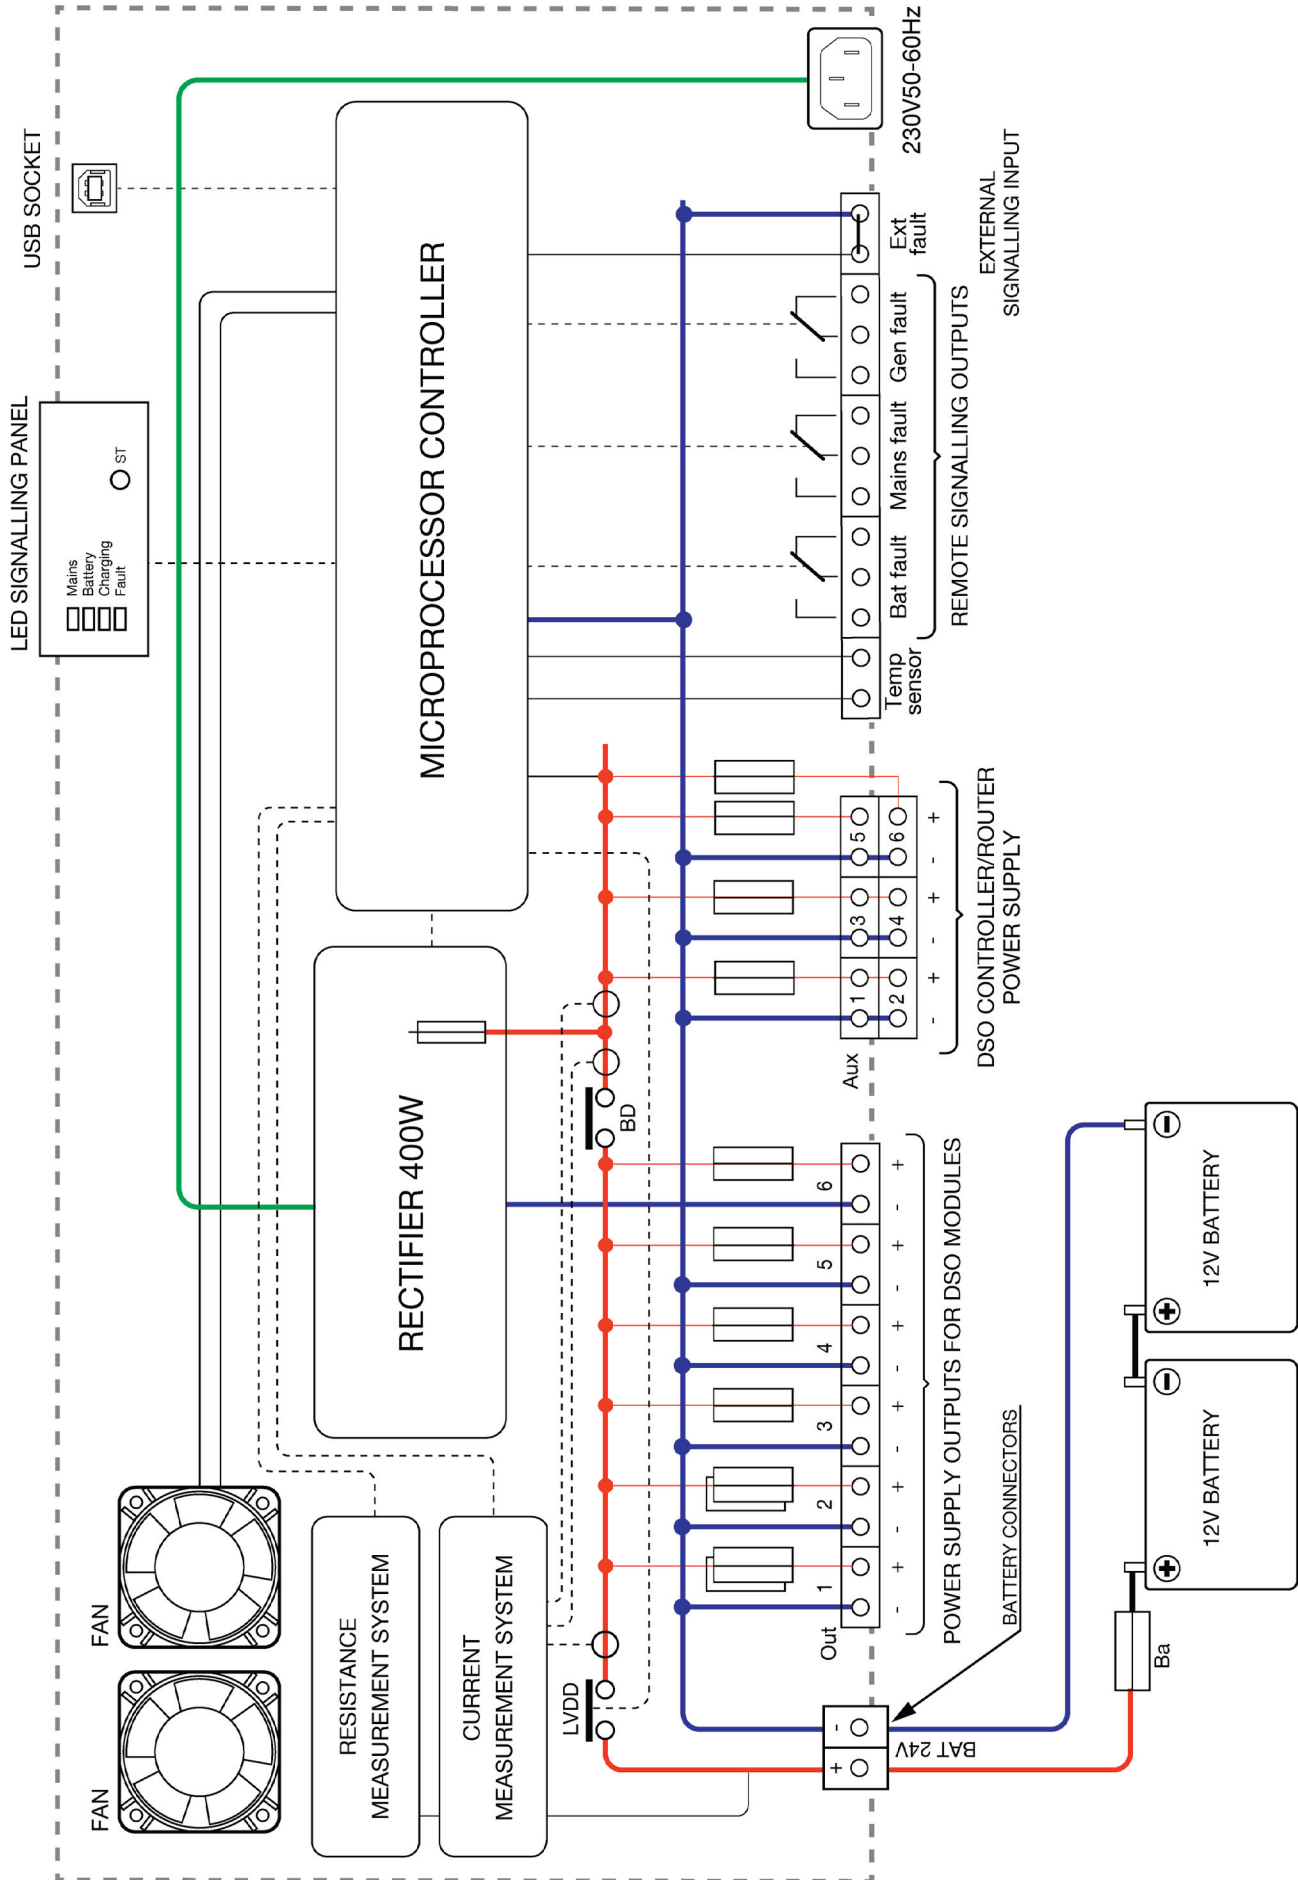 FAN
FAN
LED SIGNALLING PANEL
Mains
Battery
Charging
Fault
ST
USB SOCKET
RESISTANCE
MEASUREMENT SYSTEM
CURRENT
MEASUREMENT SYSTEM
RECTIFIER 400W
MICROPROCESSOR CONTROLLER
LVDD
BD
Out
- 1 +
- 2 +
- 3 +
- 4 +
- 5 +
- 6 +
POWER SUPPLY OUTPUTS FOR DSO MODULES
Aux
1 3 5
2 4 6
- + - + - +
DSO CONTROLLER/ROUTER
POWER SUPPLY
Temp
sensor
Bat fault
Mains fault
Gen fault
Ext
fault
REMOTE SIGNALLING OUTPUTS
EXTERNAL
SIGNALLING INPUT
230V50-60Hz
+ -
BAT 24V
BATTERY CONNECTORS
Ba
+ -
12V BATTERY
+ -
12V BATTERY